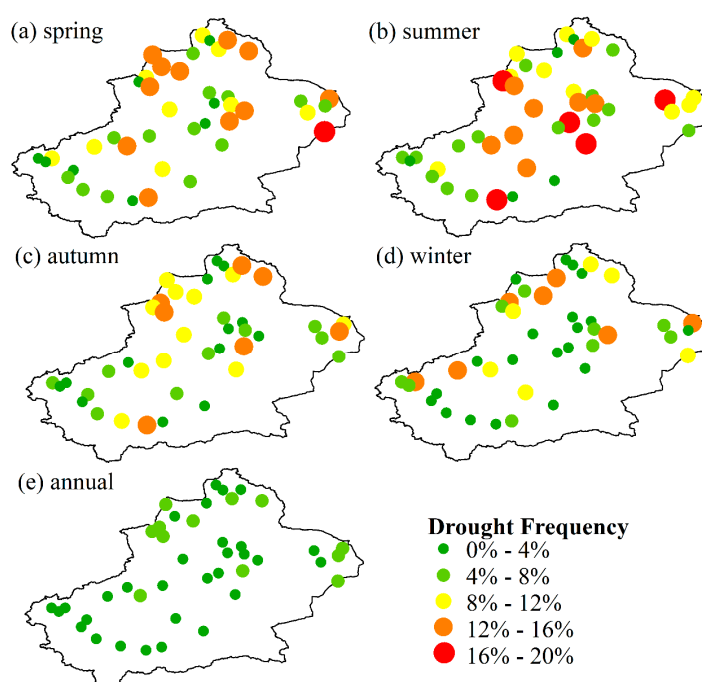 (a) spring
(b) summer
(c) autumn
(d) winter
(e) annual
Drought Frequency
0% - 4%
4% - 8%
8% - 12%
12% - 16%
16% - 20%